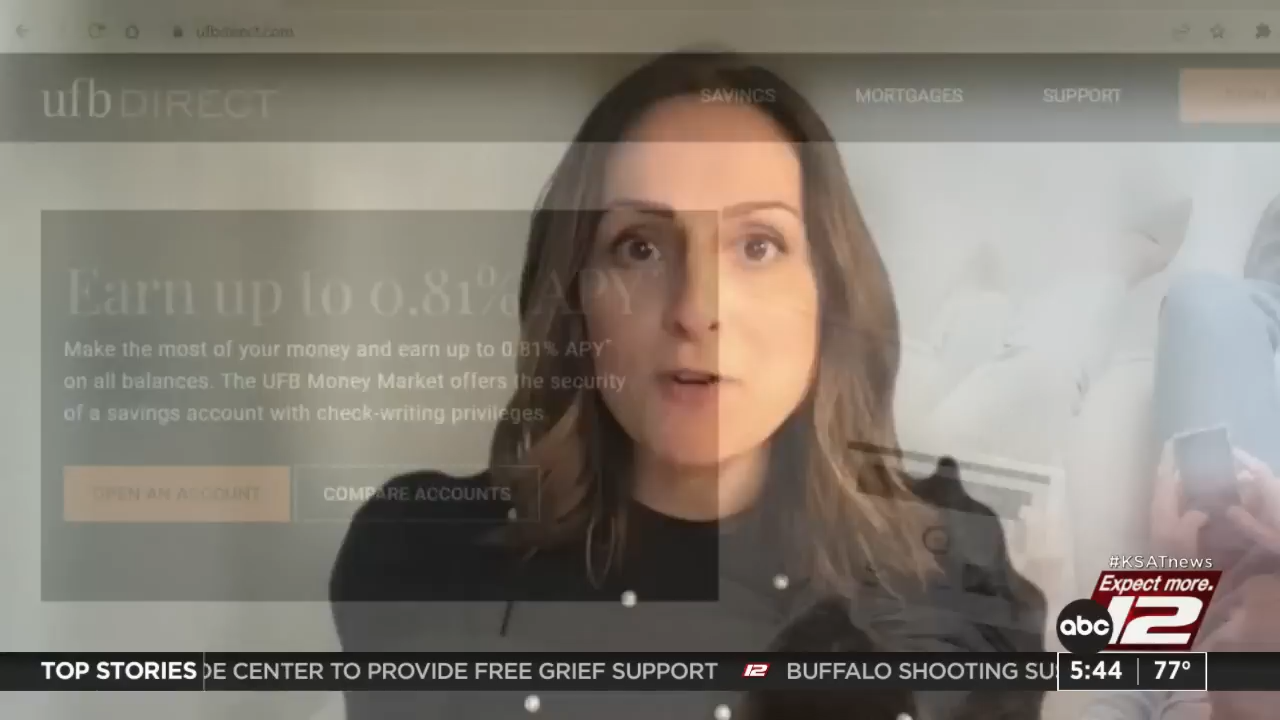 ufbdirect.com
ufb DIRECT
SAVINGS
MORTGAGES
SUPPORT
Earn up to 0.81% APY
Make the most of your money and earn up to 0.81% APY*
on all balances. The UFB Money Market offers the security
of a savings account with check-writing privileges.
OPEN AN ACCOUNT
COMPARE ACCOUNTS
#KSATnews
Expect more.
abc 12
TOP STORIES DE CENTER TO PROVIDE FREE GRIEF SUPPORT 12 BUFFALO SHOOTING SUS 5:44 77°